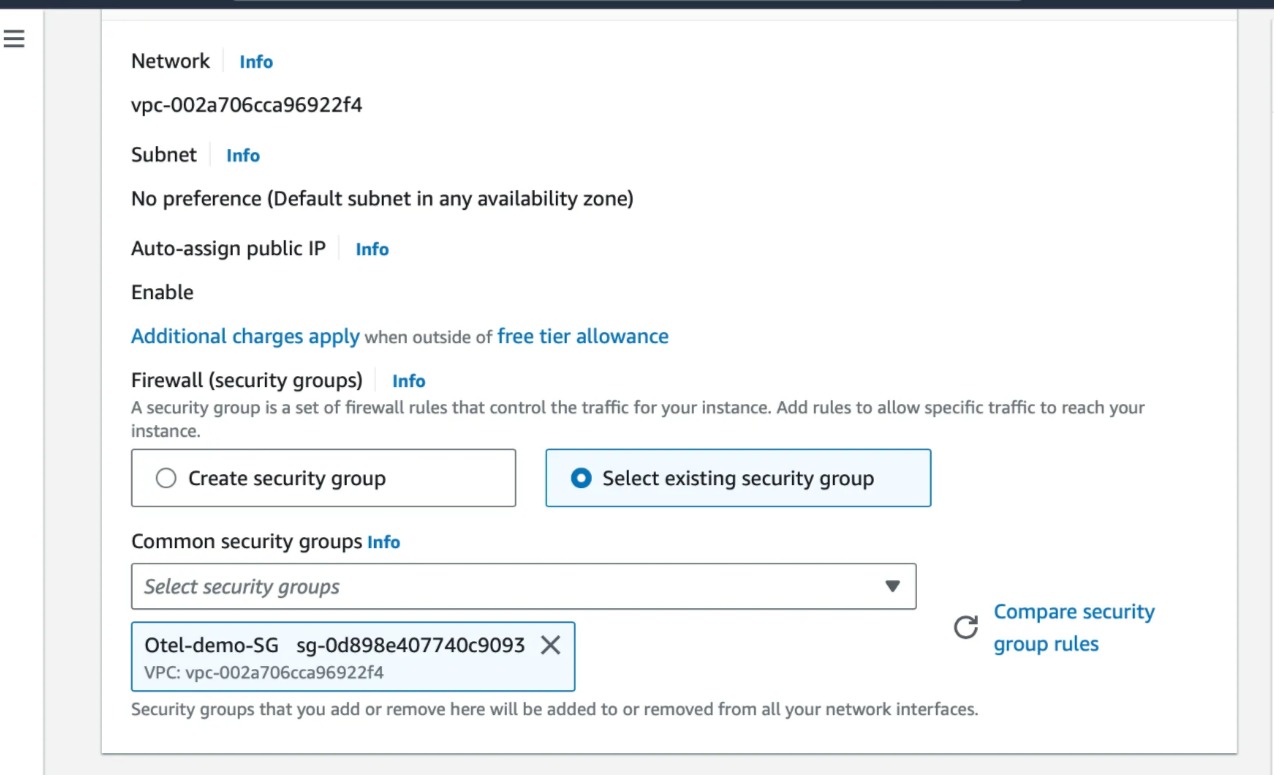 Network Info
vpc-002a706cca96922f4
Subnet Info
No preference (Default subnet in any availability zone)
Auto-assign public IP Info
Enable
Additional charges apply when outside of free tier allowance
Firewall (security groups) Info
A security group is a set of firewall rules that control the traffic for your instance. Add rules to allow specific traffic to reach your
instance.
Create security group
Select existing security group
Common security groups Info
Select security groups
Otel-demo-SG sg-0d898e407740c9093
VPC: vpc-002a706cca96922f4
Compare security
group rules
Security groups that you add or remove here will be added to or removed from all your network interfaces.